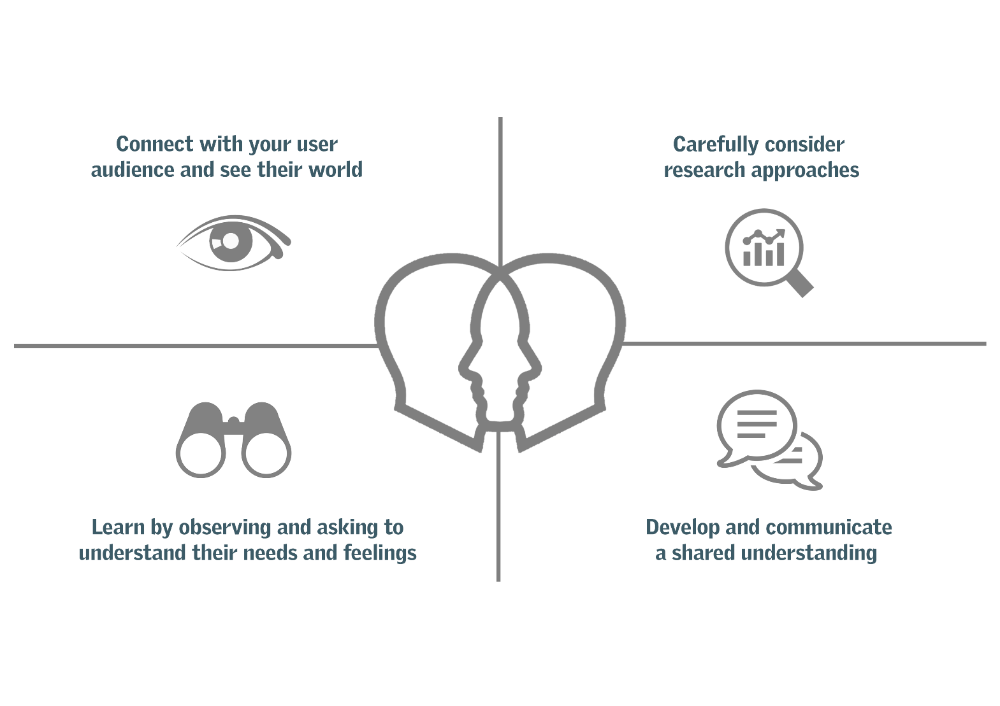 Connect with your user
audience and see their world
Carefully consider
research approaches
Learn by observing and asking to
understand their needs and feelings
Develop and communicate
a shared understanding